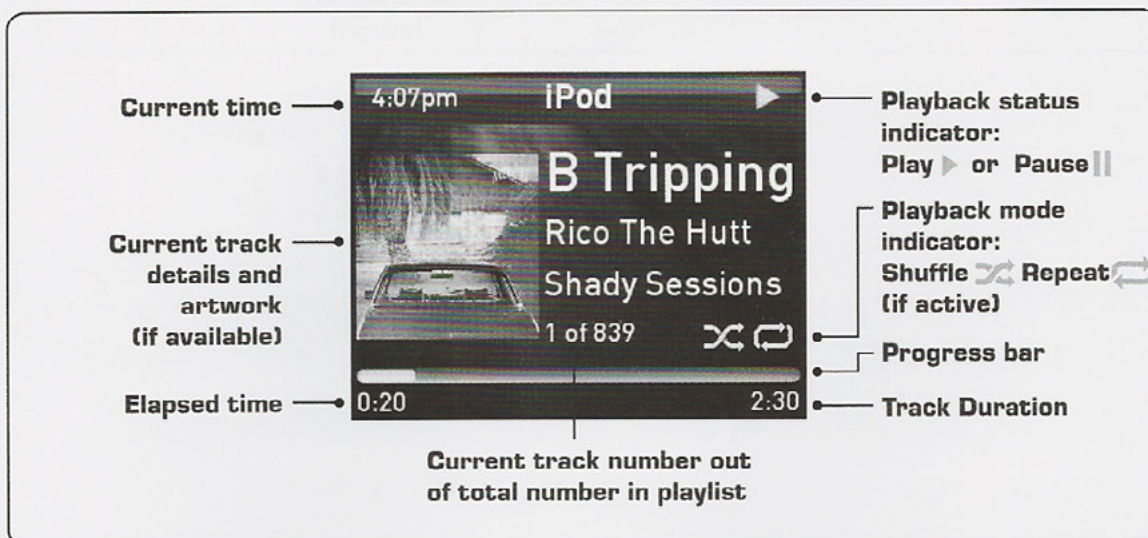 Current time
4:07pm
iPod
Playback status
indicator:
Play or Pause
B Tripping
Rico The Hutt
Shady Sessions
1 of 839
Current track
details and
artwork
(if available)
Playback mode
indicator:
Shuffle Repeat
(if active)
Progress bar
Elapsed time
0:20
2:30
Track Duration
Current track number out
of total number in playlist